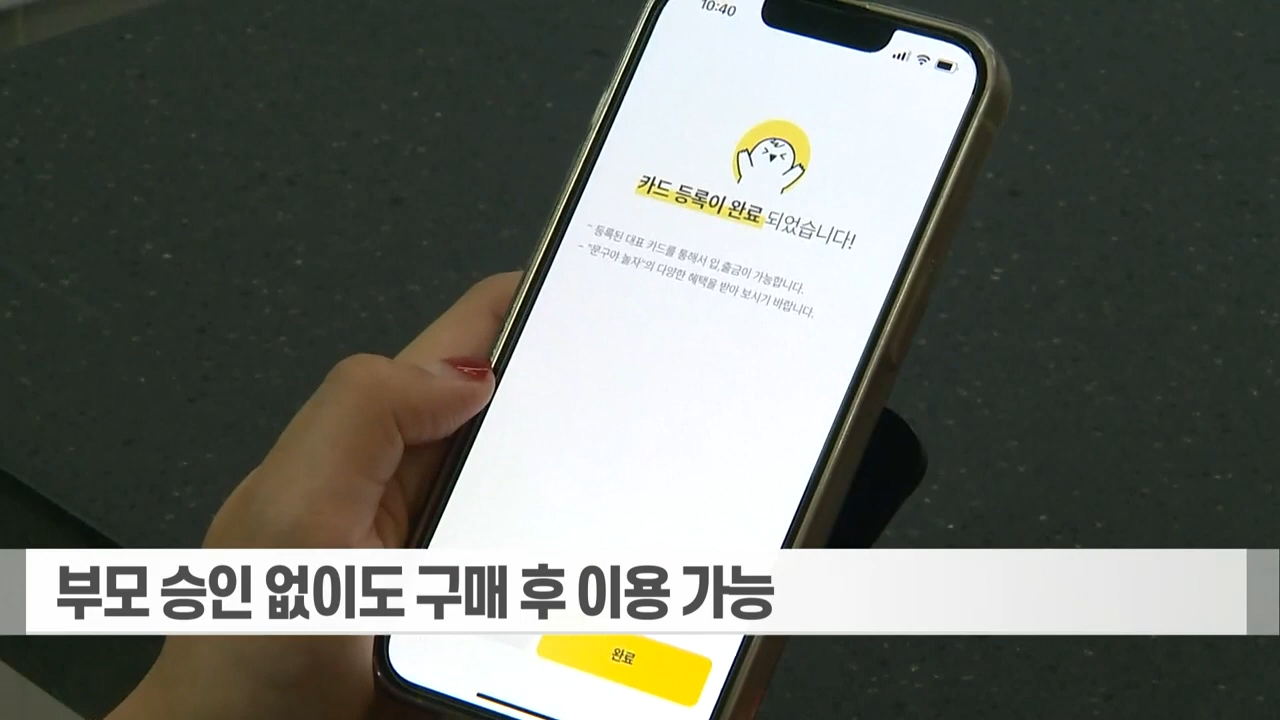 10:40
카드 등록이 완료 되었습니다!
- 등록된 대표 카드를 통해서 입,출금이 가능합니다.
- "문구야 놀자"의 다양한 혜택을 받아 보시기 바랍니다.
부모 승인 없이도 구매 후 이용 가능
완료